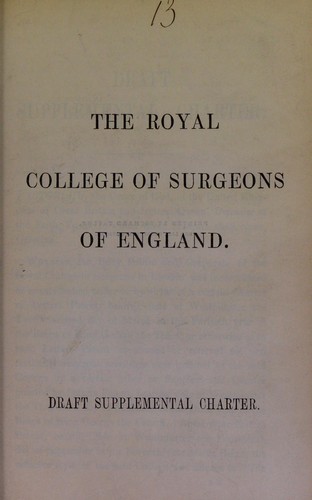 13
THE ROYAL
COLLEGE OF SURGEONS
OF ENGLAND.
DRAFT SUPPLEMENTAL CHARTER.